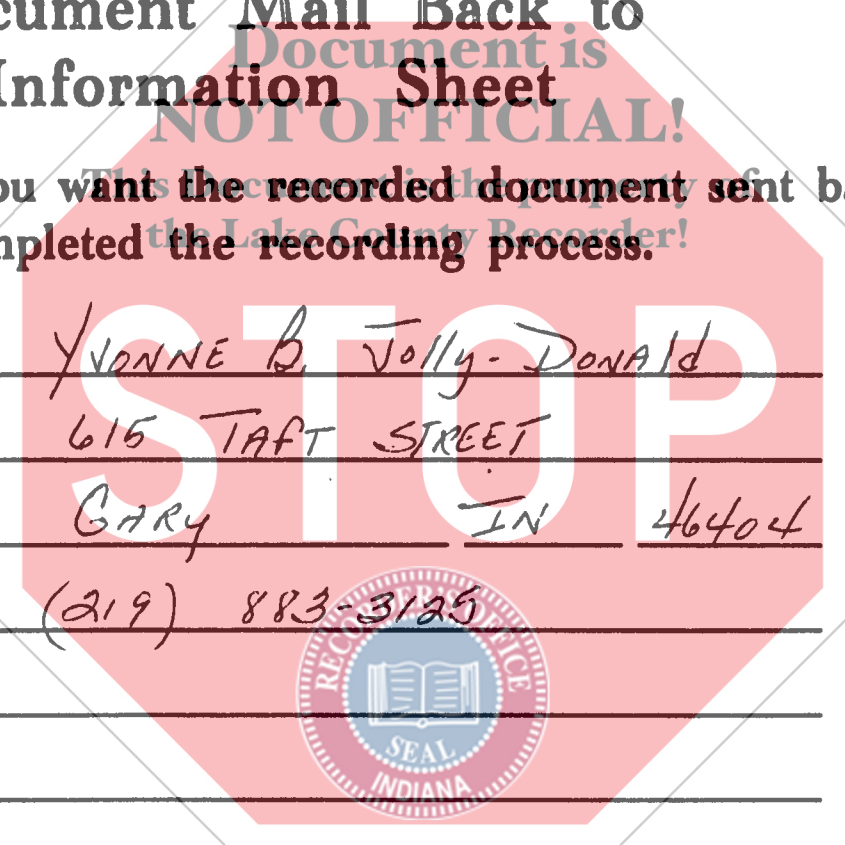 cument Mail Back to
Information Sheet
Document is
NOT OFFICIAL!
ou want the recorded document sent ba
This Document is the property of
mpleted the recording process.
the Lake County Recorder!
STOP
Yvonne B. Jolly-Donald
615 Taft Street
Gary IN 46404
(219) 883-3125
RECORDER'S OFFICE
SEAL
INDIANA